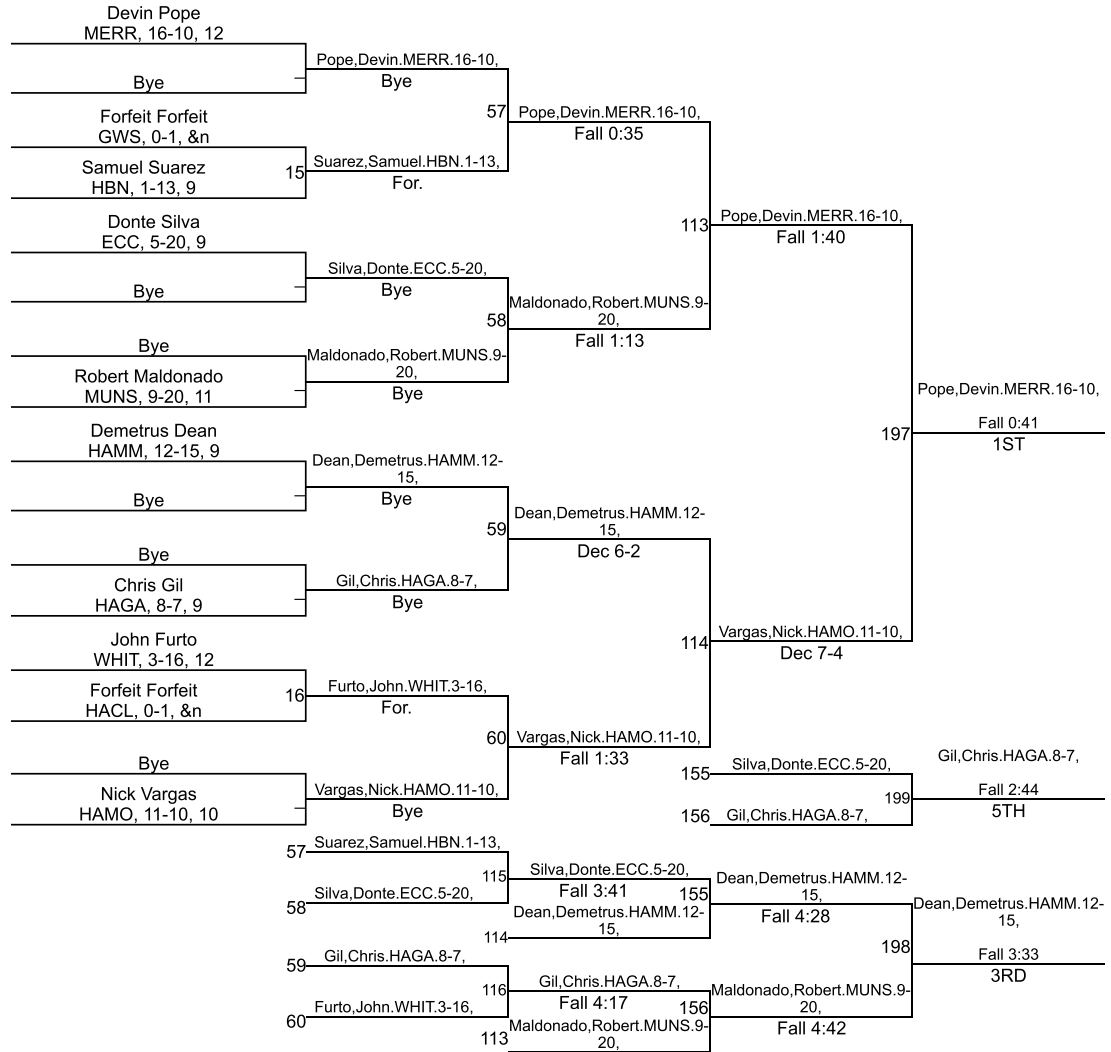 Devin Pope
MERR, 16-10, 12
Bye
Pope,Devin.MERR.16-10,
Bye
Forfeit Forfeit
GWS, 0-1, &n
Samuel Suarez
HBN, 1-13, 9
15
Suarez,Samuel.HBN.1-13,
For.
57
Pope,Devin.MERR.16-10,
Fall 0:35
Donte Silva
ECC, 5-20, 9
Bye
Silva,Donte.ECC.5-20,
Bye
Bye
Robert Maldonado
MUNS, 9-20, 11
Maldonado,Robert.MUNS.9-
20,
Bye
58
Maldonado,Robert.MUNS.9-
20,
Fall 1:13
113
Pope,Devin.MERR.16-10,
Fall 1:40
Demetrus Dean
HAMM, 12-15, 9
Bye
Dean,Demetrus.HAMM.12-
15,
Bye
Bye
Chris Gil
HAGA, 8-7, 9
Gil,Chris.HAGA.8-7,
Bye
59
Dean,Demetrus.HAMM.12-
15,
Dec 6-2
John Furto
WHIT, 3-16, 12
Forfeit Forfeit
HACL, 0-1, &n
16
Furto,John.WHIT.3-16,
For.
Bye
Nick Vargas
HAMO, 11-10, 10
Vargas,Nick.HAMO.11-10,
Bye
60
Vargas,Nick.HAMO.11-10,
Fall 1:33
114
Vargas,Nick.HAMO.11-10,
Dec 7-4
197
Pope,Devin.MERR.16-10,
Fall 0:41
1ST
155
Silva,Donte.ECC.5-20,
156
Gil,Chris.HAGA.8-7,
199
Gil,Chris.HAGA.8-7,
Fall 2:44
5TH
57
Suarez,Samuel.HBN.1-13,
58
Silva,Donte.ECC.5-20,
115
Silva,Donte.ECC.5-20,
Fall 3:41
114
Dean,Demetrus.HAMM.12-
15,
155
Dean,Demetrus.HAMM.12-
15,
Fall 4:28
59
Gil,Chris.HAGA.8-7,
60
Furto,John.WHIT.3-16,
116
Gil,Chris.HAGA.8-7,
Fall 4:17
113
Maldonado,Robert.MUNS.9-
20,
156
Maldonado,Robert.MUNS.9-
20,
Fall 4:42
198
Dean,Demetrus.HAMM.12-
15,
Fall 3:33
3RD